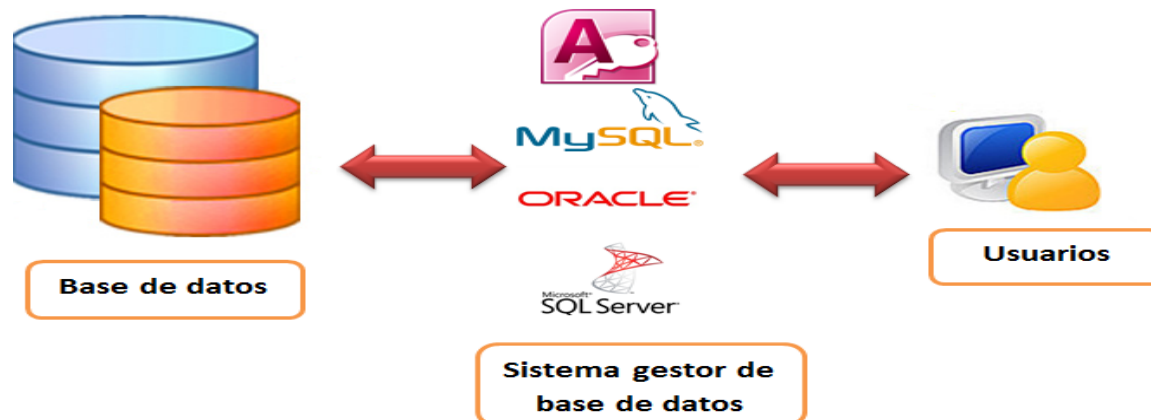 A
MySQL®
ORACLE®
Microsoft®
SQL Server®
Base de datos
Usuarios
Sistema gestor de
base de datos